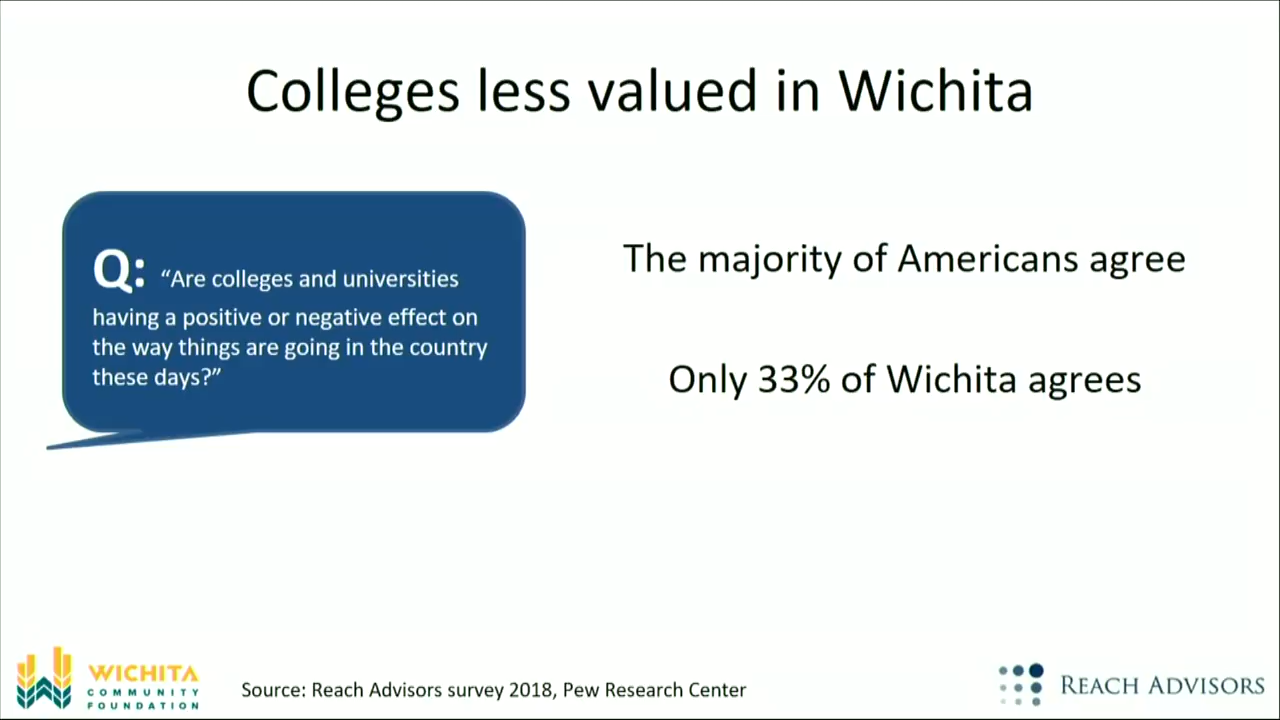 Colleges less valued in Wichita
Q: “Are colleges and universities
having a positive or negative effect on
the way things are going in the country
these days?”
The majority of Americans agree
Only 33% of Wichita agrees
WICHITA
COMMUNITY
FOUNDATION
Source: Reach Advisors survey 2018, Pew Research Center
REACH ADVISORS